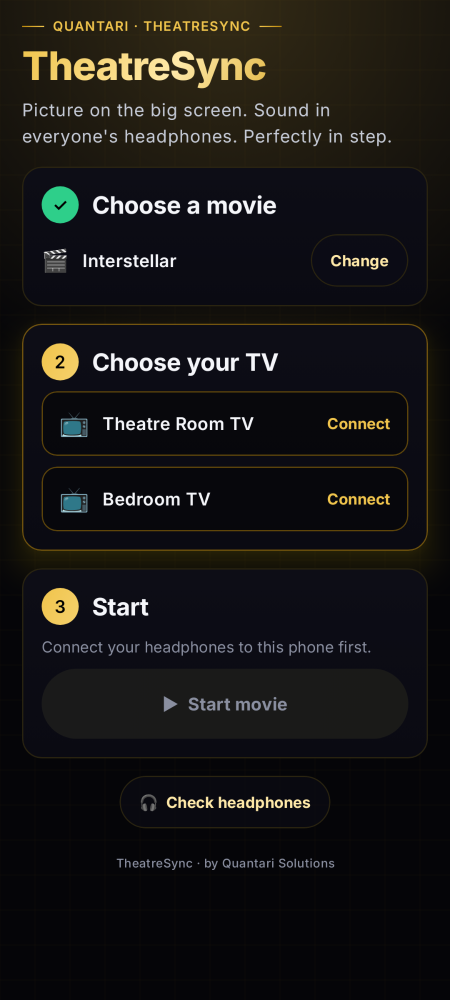 QUANTARI · THEATRESYNC
TheatreSync
Picture on the big screen. Sound in
everyone's headphones. Perfectly in step.
Choose a movie
Interstellar
Change
2
Choose your TV
Theatre Room TV
Connect
Bedroom TV
Connect
3
Start
Connect your headphones to this phone first.
Start movie
Check headphones
TheatreSync · by Quantari Solutions